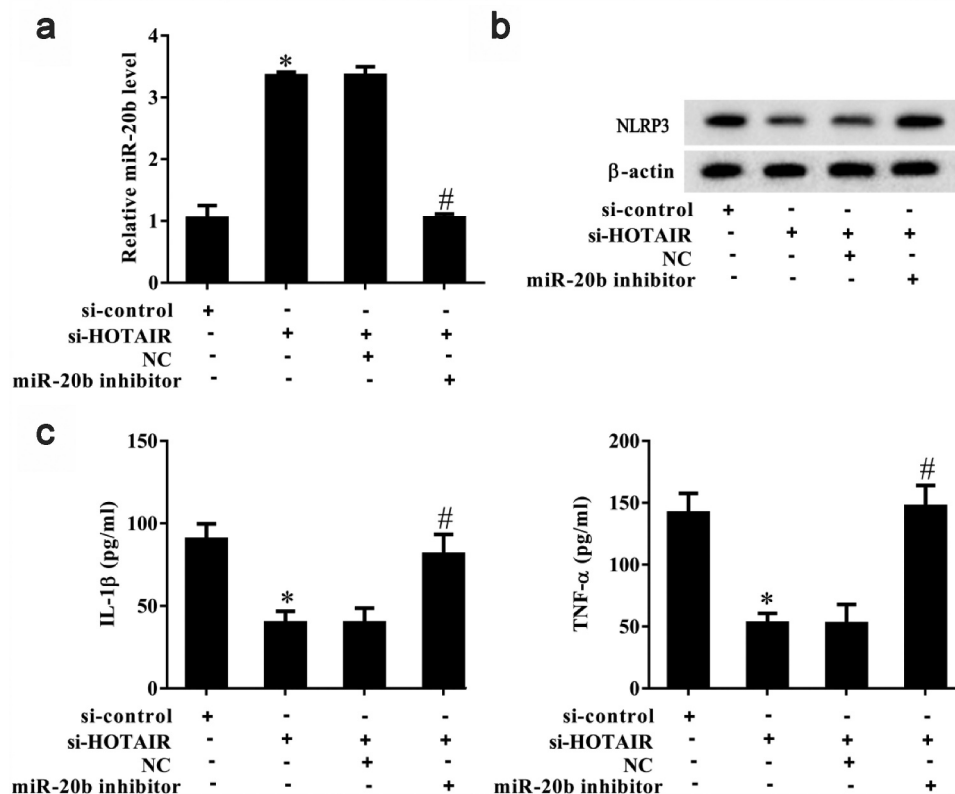 a
Relative miR-20b level
4
3
2
1
0
si-control + - - -
si-HOTAIR - + + +
NC - - + -
miR-20b inhibitor - - - +
* #
b
NLRP3
β-actin
si-control + - - -
si-HOTAIR - + + +
NC - - + -
miR-20b inhibitor - - - +
c
IL-1β (pg/ml)
150
100
50
0
* #
si-control + - - -
si-HOTAIR - + + +
NC - - + -
miR-20b inhibitor - - - +
TNF-α (pg/ml)
200
150
100
50
0
* #
si-control + - - -
si-HOTAIR - + + +
NC - - + -
miR-20b inhibitor - - - +